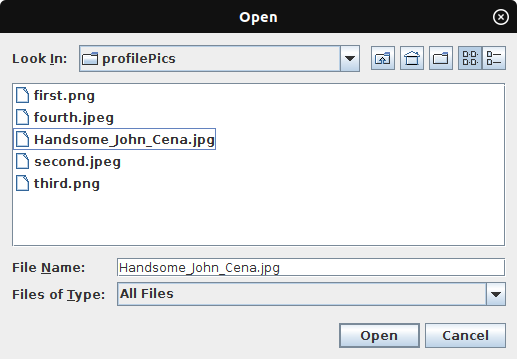 Open
Look In: profilePics
first.png
fourth.jpeg
Handsome_John_Cena.jpg
second.jpeg
third.png
File Name: Handsome_John_Cena.jpg
Files of Type: All Files
Open Cancel